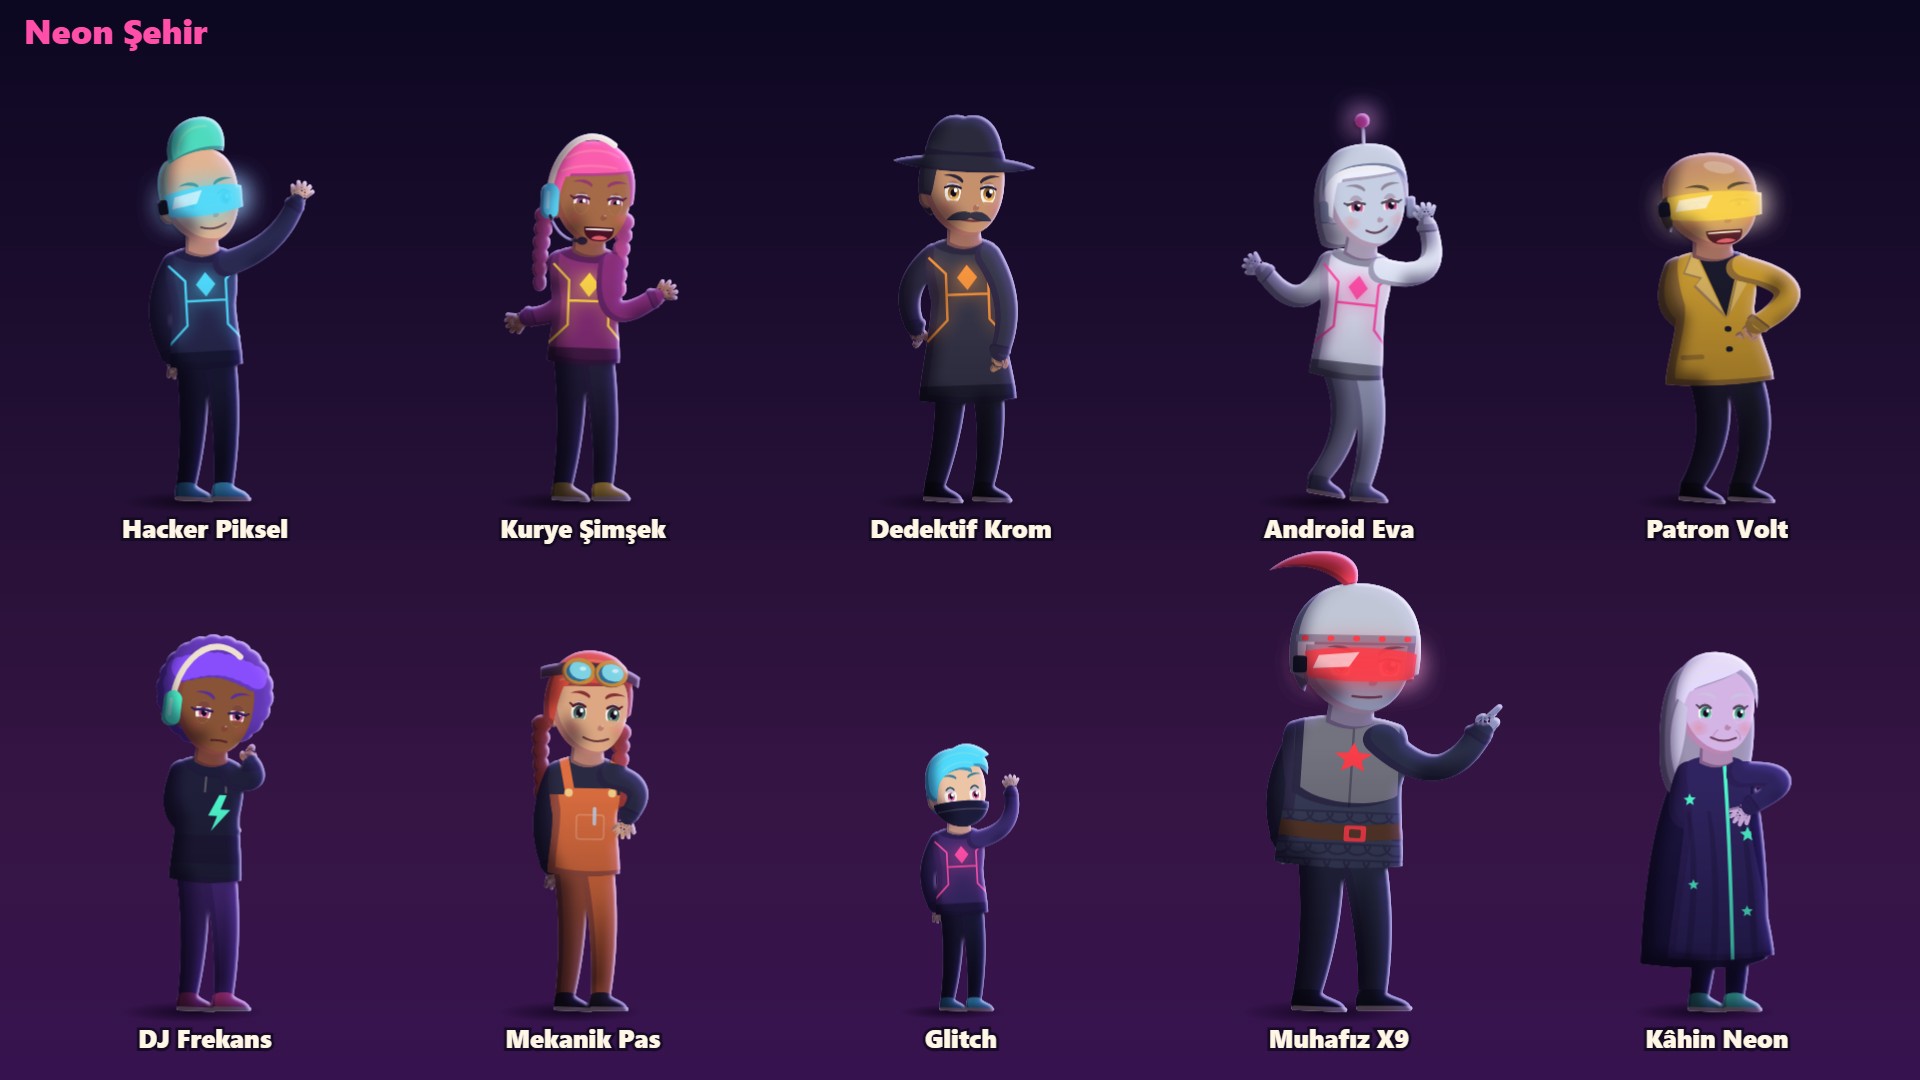 Neon Şehir
Hacker Piksel
Kurye Şimşek
Dedektif Krom
Android Eva
Patron Volt
DJ Frekans
Mekanik Pas
Glitch
Muhafız X9
Kâhin Neon